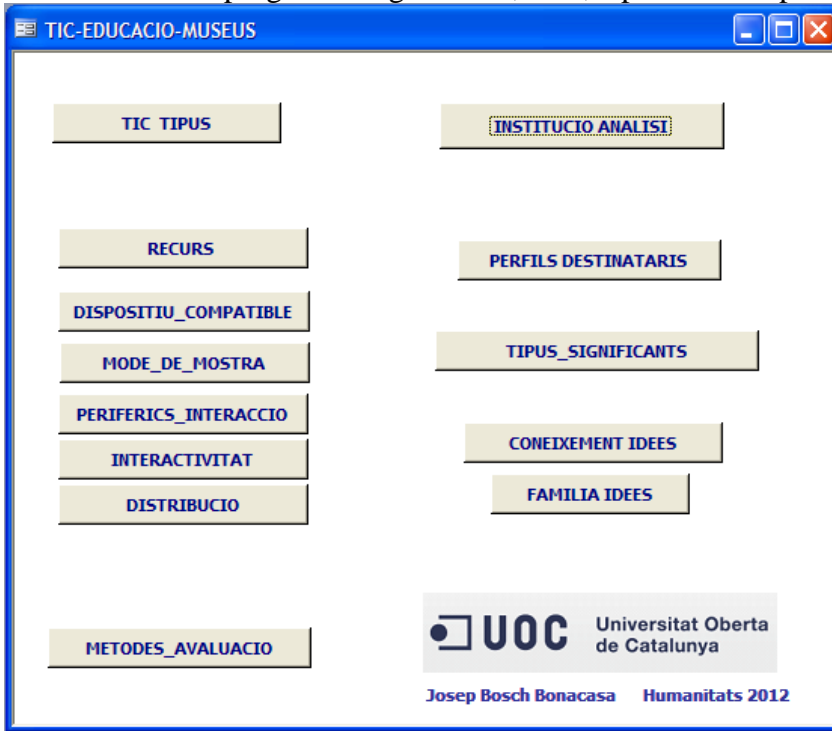 TIC-EDUCACIO-MUSEUS
TIC TIPUS
INSTITUCIO ANALISI
RECURS
PERFILS DESTINATARIS
DISPOSITIU_COMPATIBLE
MODE_DE_MOSTRA
TIPUS_SIGNIFICANTS
PERIFERICS_INTERACCIO
CONEIXEMENT IDEES
INTERACTIVITAT
FAMILIA IDEES
DISTRIBUCIO
METODES_AVALUACIO
UOC Universitat Oberta
de Catalunya
Josep Bosch Bonacasa Humanitats 2012